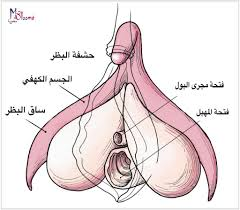 حشفة البظر
الجسم الكهفي
ساق البظر
فتحة مجرى البول
فتحة المهبل